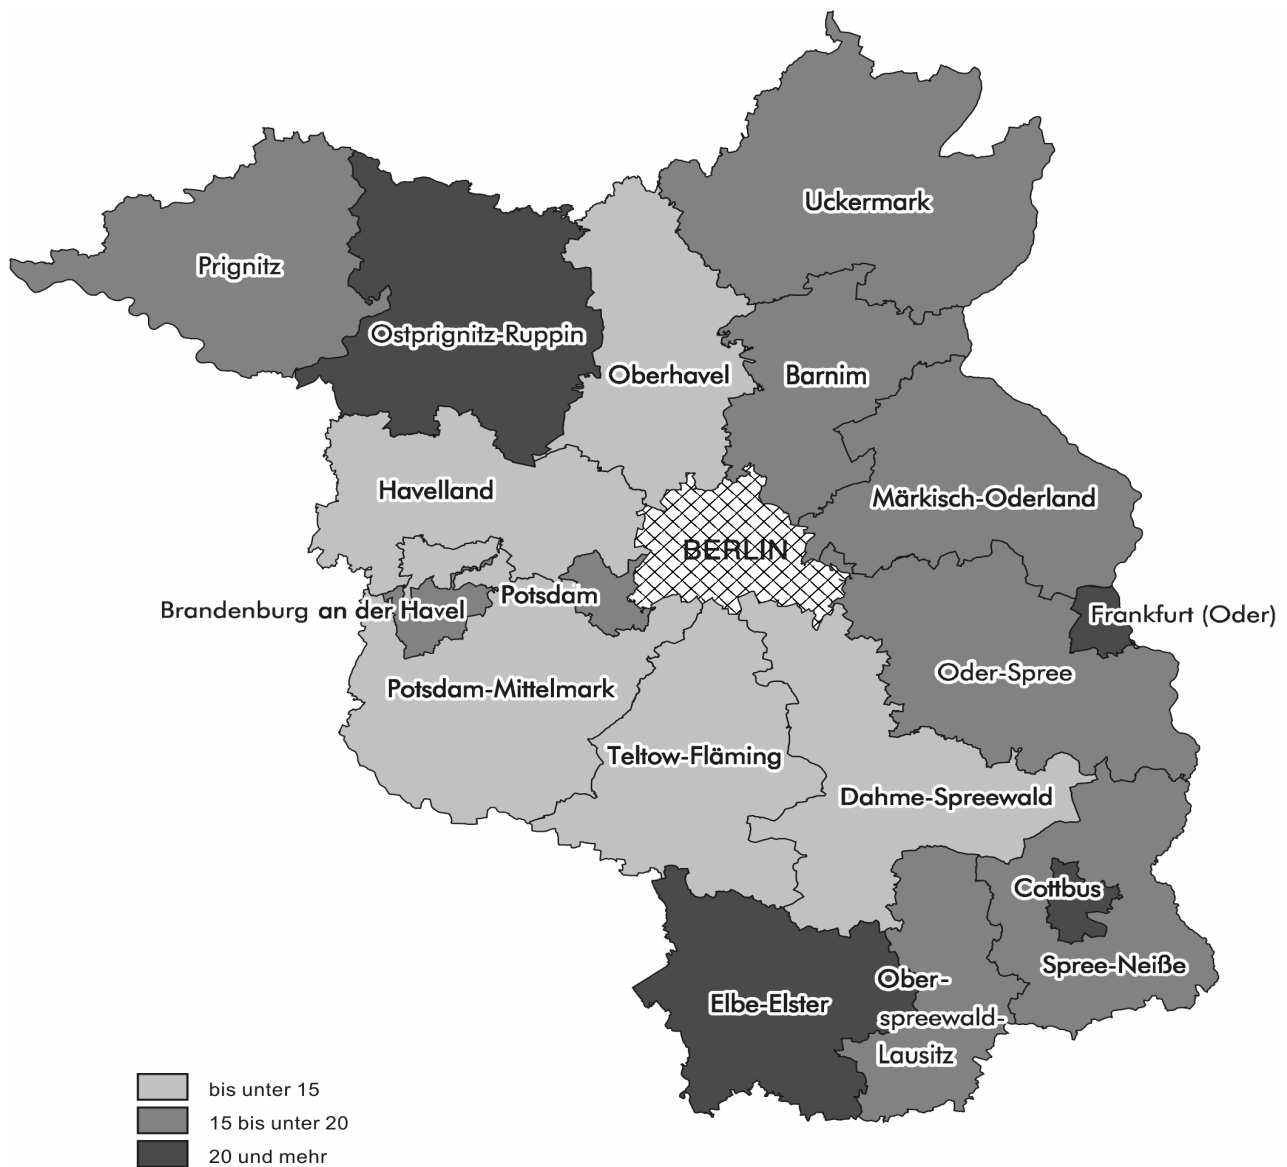 Uckermark
Prignitz
Ostprignitz-Ruppin
Oberhavel
Barnim
Havelland
Märkisch-Oderland
BERLIN
Potsdam
Brandenburg an der Havel
Frankfurt (Oder)
Oder-Spree
Potsdam-Mittelmark
Teltow-Fläming
Dahme-Spreewald
Cottbus
Spree-Neiße
Elbe-Elster
Ober-
spreewald-
Lausitz
bis unter 15
15 bis unter 20
20 und mehr